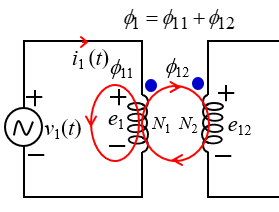 ϕ₁ = ϕ₁₁ + ϕ₁₂
i₁(t)
ϕ₁₁ ϕ₁₂
+ + +
v₁(t) e₁ N₁ N₂ e₁₂
− − −